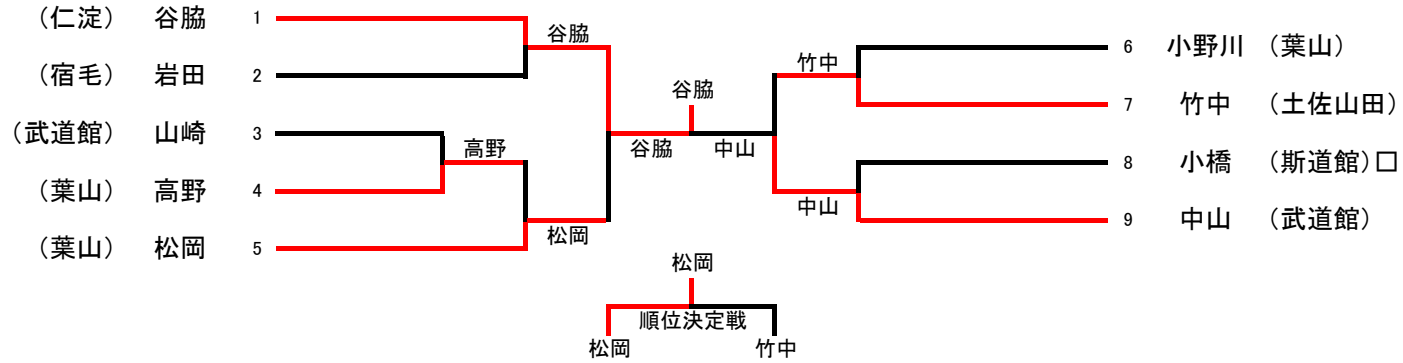 （仁淀） 谷脇 1
（宿毛） 岩田 2
（武道館） 山崎 3
（葉山） 高野 4
（葉山） 松岡 5
谷脇
高野
松岡
谷脇
谷脇 中山
竹中
中山
6 小野川 （葉山）
7 竹中 （土佐山田）
8 小橋 （斯道館）□
9 中山 （武道館）
松岡
順位決定戦
松岡 竹中